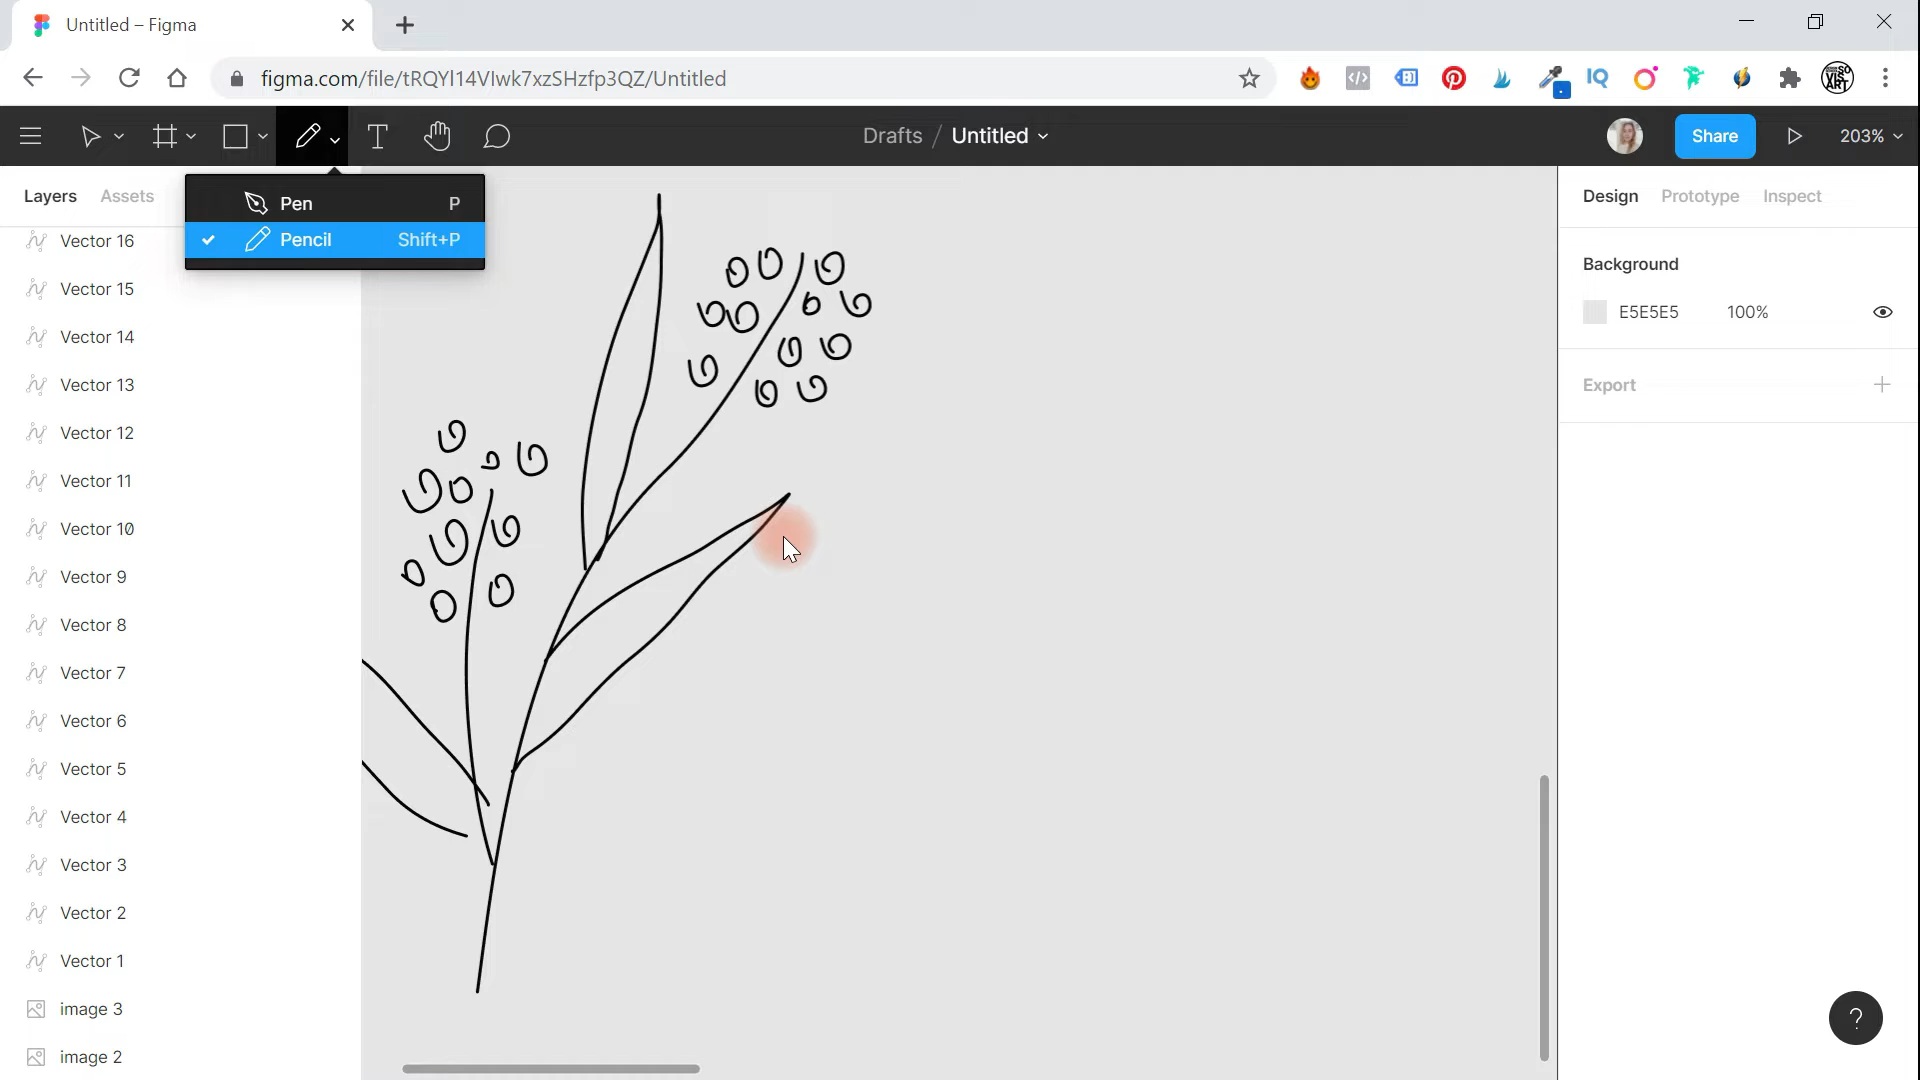 Untitled – Figma
figma.com/file/tRQYl14VIwk7xzSHzfp3QZ/Untitled
IQ
Drafts / Untitled
Share
203%
Layers
Assets
Pen P
Pencil Shift+P
Design
Prototype
Inspect
Vector 16
Vector 15
Vector 14
Vector 13
Vector 12
Vector 11
Vector 10
Vector 9
Vector 8
Vector 7
Vector 6
Vector 5
Vector 4
Vector 3
Vector 2
Vector 1
image 3
image 2
Background
E5E5E5 100%
Export
?